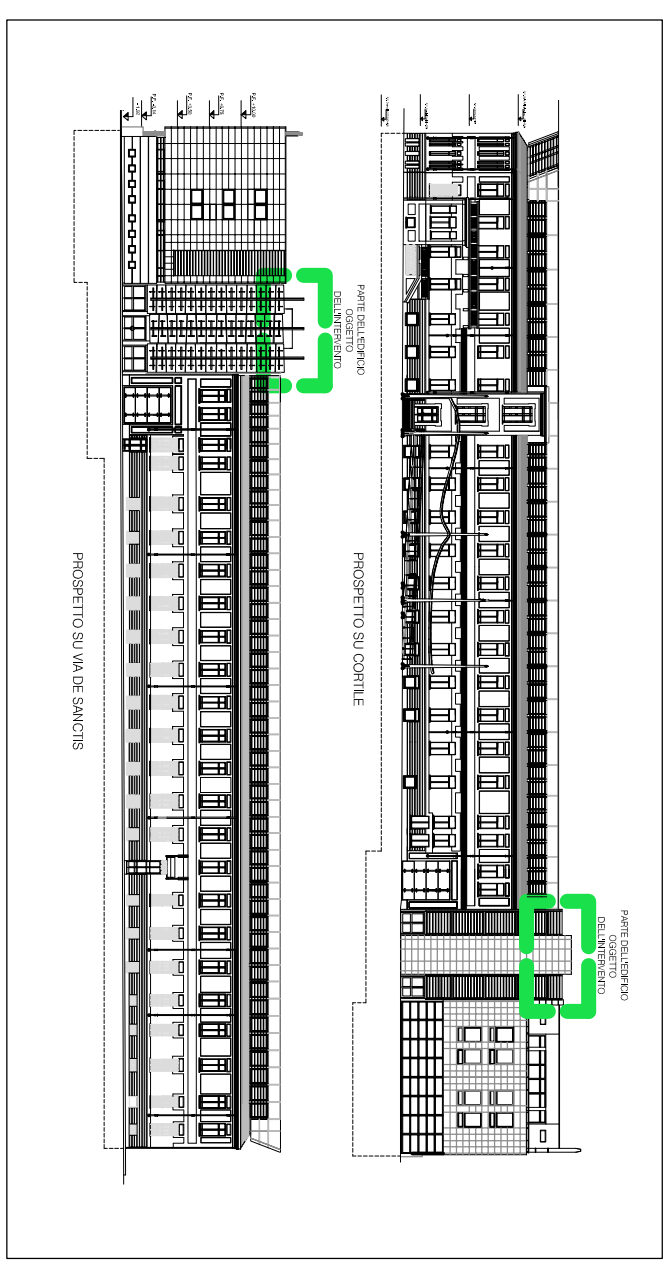 PARTE DELL'EDIFICIO
OGGETTO
DELL'INTERVENTO
PROSPETTO SU CORTILE
PARTE DELL'EDIFICIO
OGGETTO
DELL'INTERVENTO
PROSPETTO SU VIA DE SANCTIS